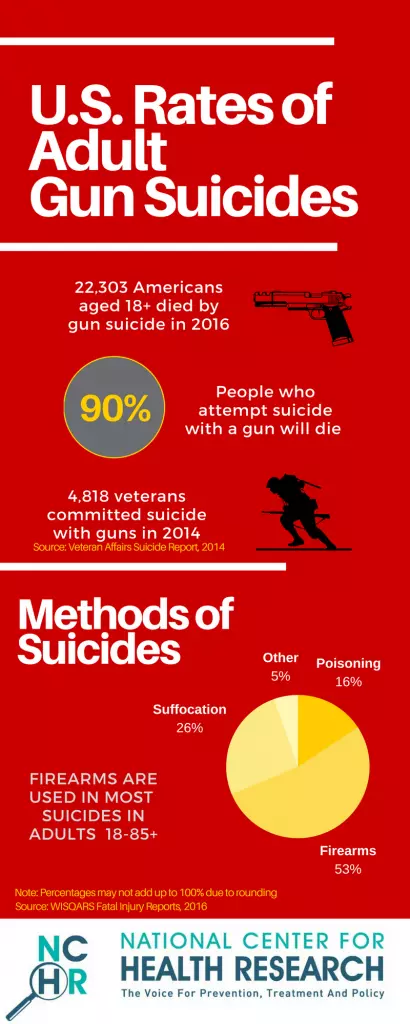 U.S. Rates of
Adult
Gun Suicides
22,303 Americans
aged 18+ died by
gun suicide in 2016
90%
People who
attempt suicide
with a gun will die
4,818 veterans
committed suicide
with guns in 2014
Source: Veteran Affairs Suicide Report, 2014
Methods of
Suicides
Other
5%
Poisoning
16%
Suffocation
26%
Firearms
53%
FIREARMS ARE
USED IN MOST
SUICIDES IN
ADULTS 18-85+
Note: Percentages may not add up to 100% due to rounding
Source: WISQARS Fatal Injury Reports, 2016
NC
HR
NATIONAL CENTER FOR
HEALTH RESEARCH
The Voice For Prevention, Treatment And Policy